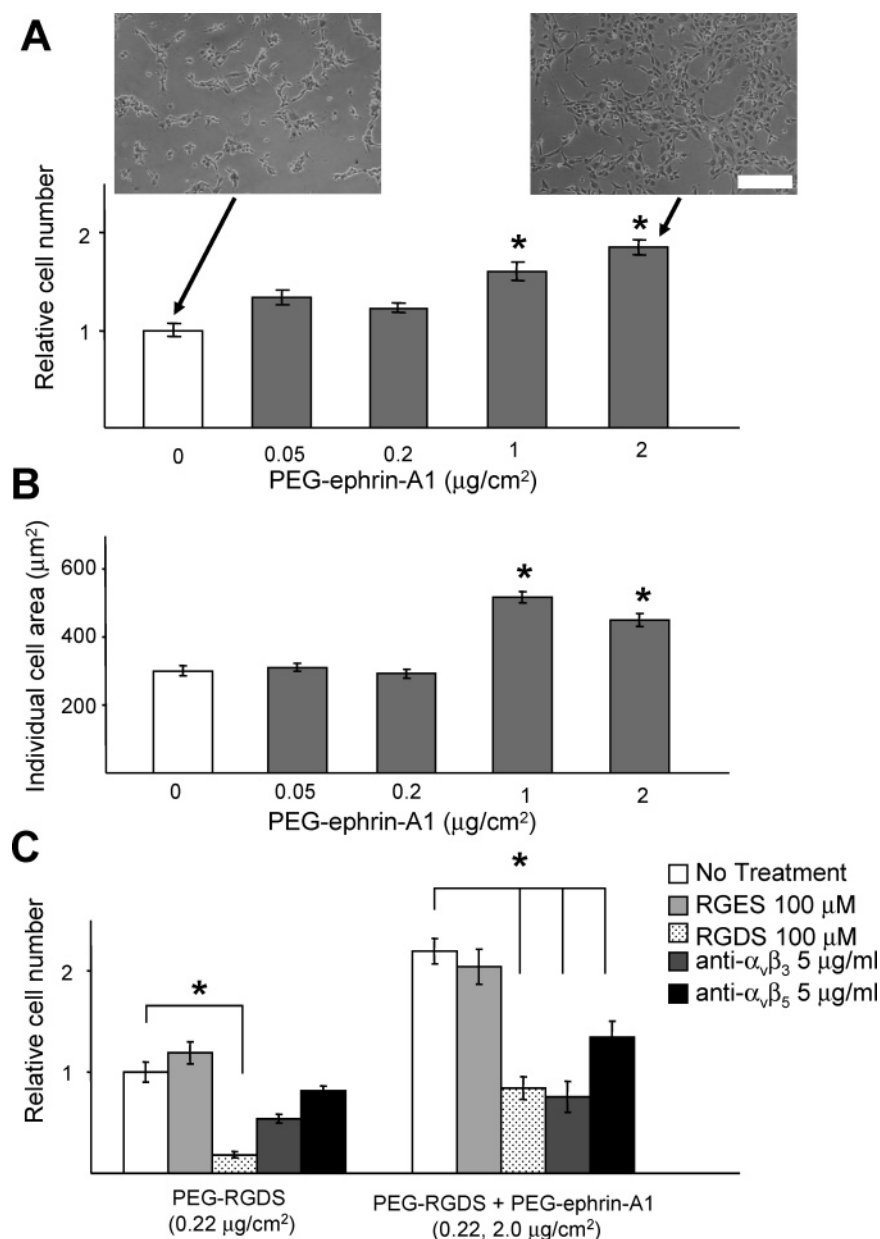 A
Relative cell number
2
1
*
*
0
0.05
0.2
1
2
PEG-ephrin-A1 (μg/cm²)
B
Individual cell area (μm²)
600
400
200
*
*
0
0.05
0.2
1
2
PEG-ephrin-A1 (μg/cm²)
C
Relative cell number
2
1
*
*
No Treatment
RGES 100 μM
RGDS 100 μM
anti-αᵥβ₃ 5 μg/ml
anti-αᵥβ₅ 5 μg/ml
PEG-RGDS
(0.22 μg/cm²)
PEG-RGDS + PEG-ephrin-A1
(0.22, 2.0 μg/cm²)